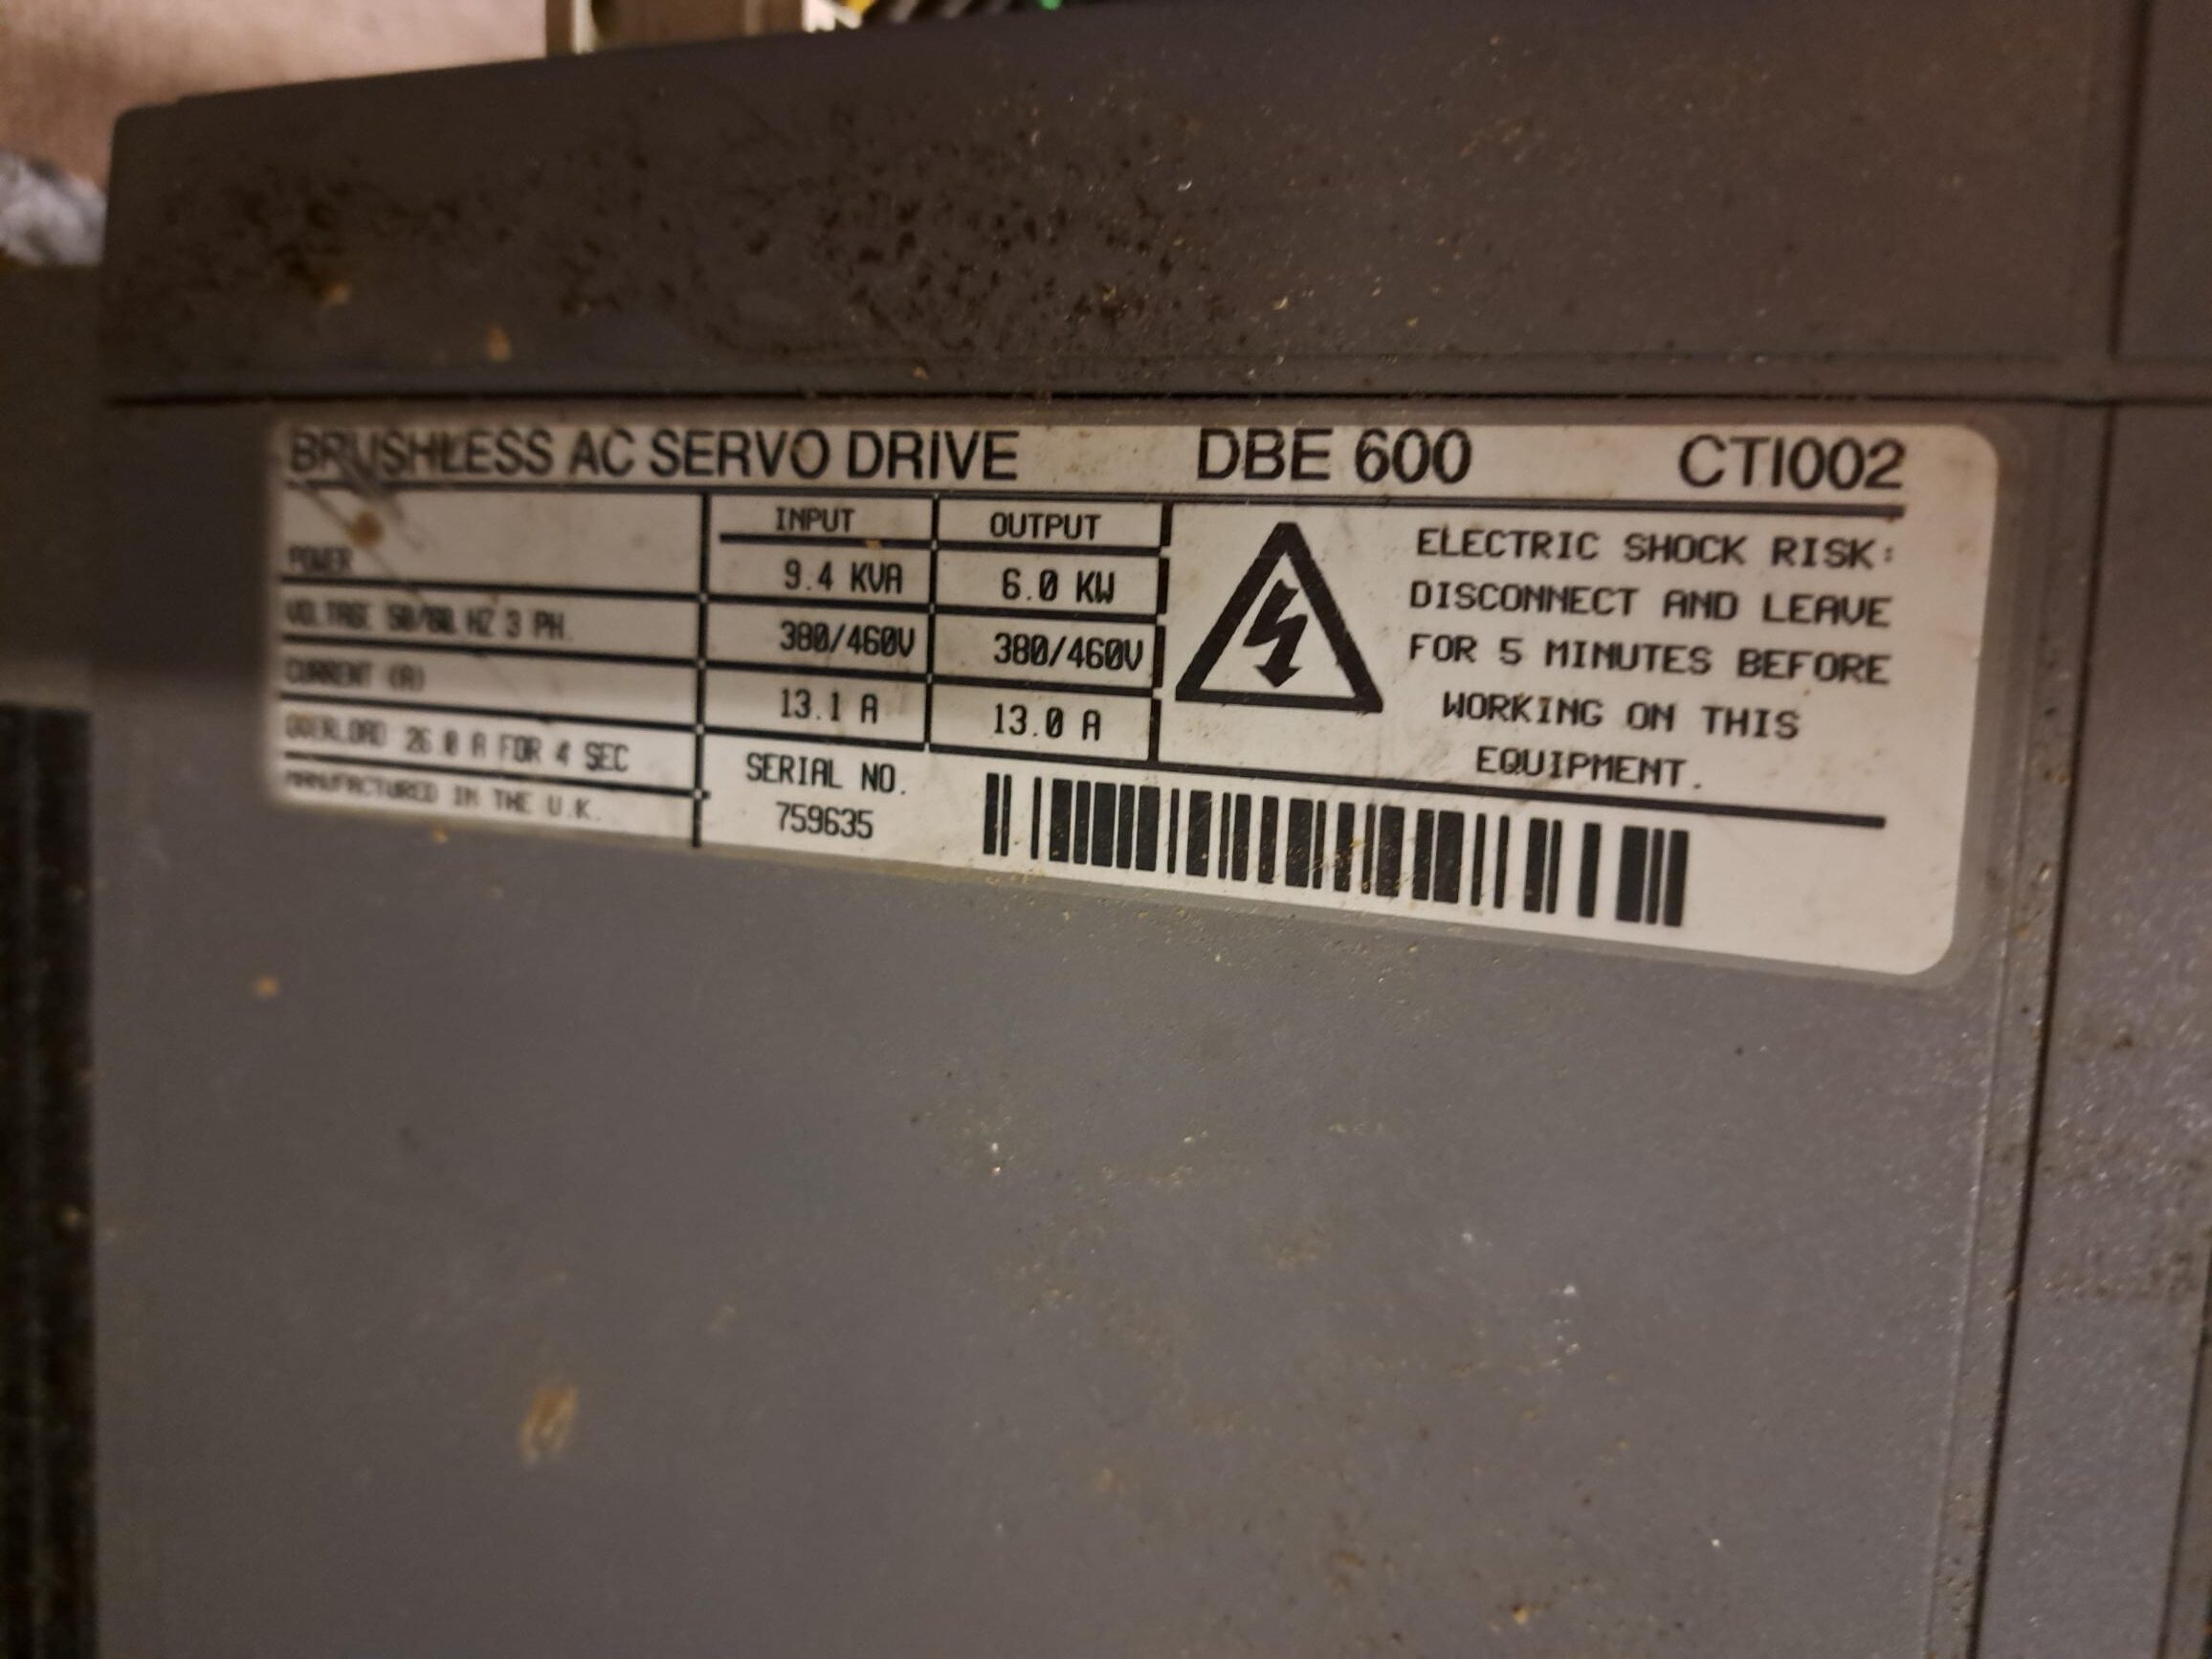 BRUSHLESS AC SERVO DRIVE DBE 600 CTI002
INPUT OUTPUT
POWER 9.4 KVA 6.0 KW
VOLTAGE 50/60 HZ 3 PH. 380/460V 380/460V
CURRENT (A) 13.1 A 13.0 A
OVERLOAD 26.0 A FOR 4 SEC
MANUFACTURED IN THE U.K.
SERIAL NO.
759635
ELECTRIC SHOCK RISK:
DISCONNECT AND LEAVE
FOR 5 MINUTES BEFORE
WORKING ON THIS
EQUIPMENT.